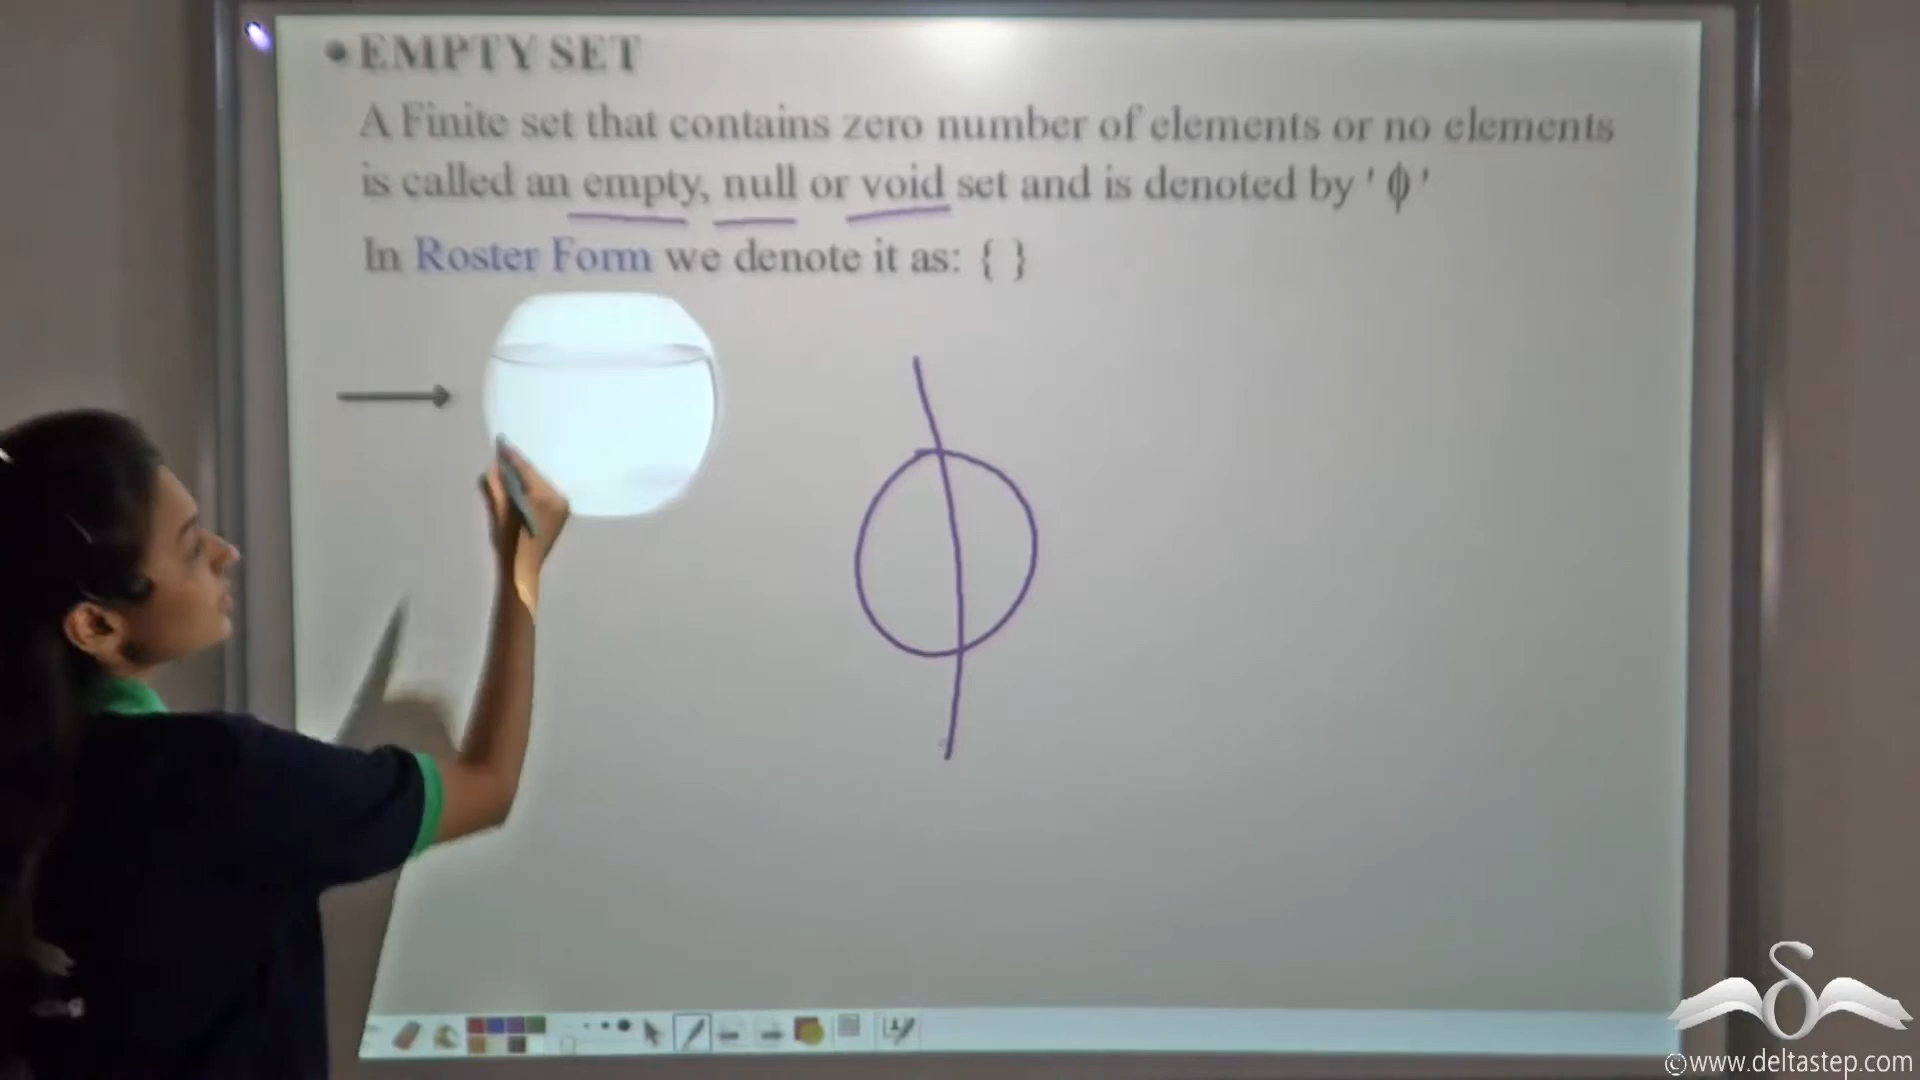 • EMPTY SET
A Finite set that contains zero number of elements or no elements
is called an empty, null or void set and is denoted by ' ϕ '
In Roster Form we denote it as: { }
ϕ
©www.deltastep.com